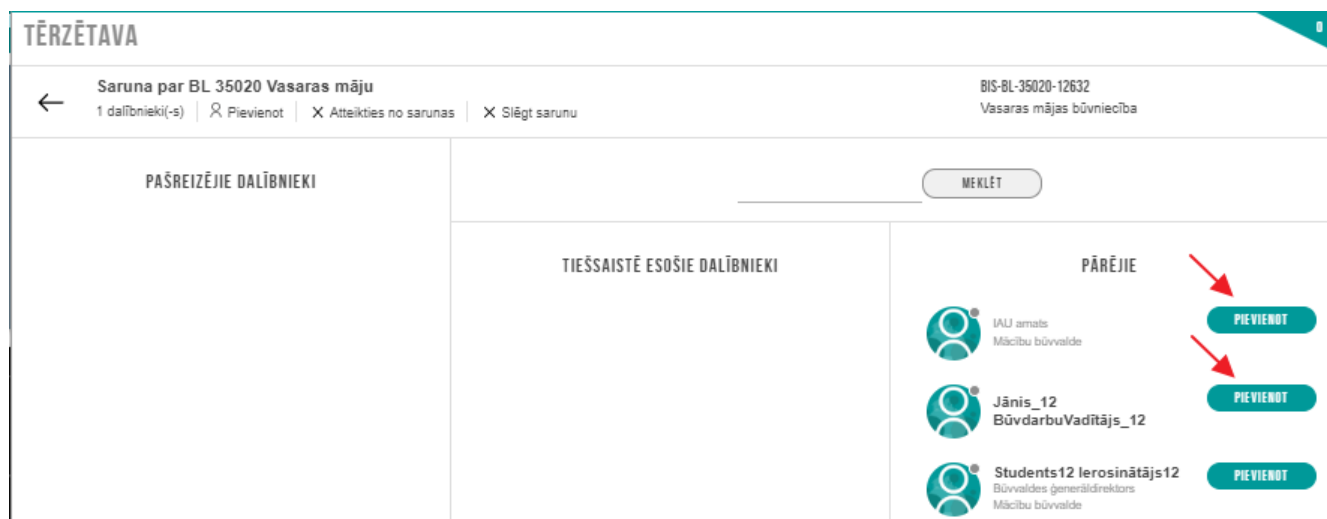 TĒRZĒTAVA
0
Saruna par BL 35020 Vasaras māju
1 dalībnieki(-s) Pievienot X Atteikties no sarunas X Slēgt sarunu
BIS-BL-35020-12632
Vasaras mājas būvniecība
PAŠREIZĒJIE DALĪBNIEKI
MEKLĒT
TIEŠSAISTĒ ESOŠIE DALĪBNIEKI
PĀRĒJIE
IAU amats
Mācību būvvalde
PIEVIENOT
Jānis_12
BūvdarbuVadītājs_12
PIEVIENOT
Students12 Ierosinātājs12
Būvvaldes ģenerāldirektors
Mācību būvvalde
PIEVIENOT